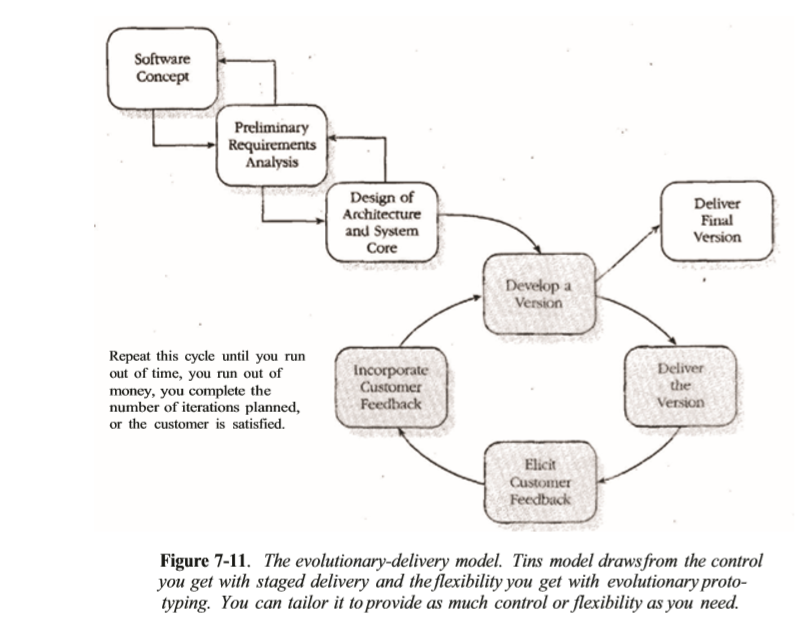 Software
Concept
Preliminary
Requirements
Analysis
Design of
Architecture
and System
Core
Deliver
Final
Version
Develop a
Version
Repeat this cycle until you run
out of time, you run out of
money, you complete the
number of iterations planned,
or the customer is satisfied.
Incorporate
Customer
Feedback
Deliver
the
Version
Elicit
Customer
Feedback
Figure 7-11. The evolutionary-delivery model. Tins model drawsfrom the control
you get with staged delivery and theflexibility you get with evolutionary proto-
typing. You can tailor it to provide as much control or flexibility as you need.